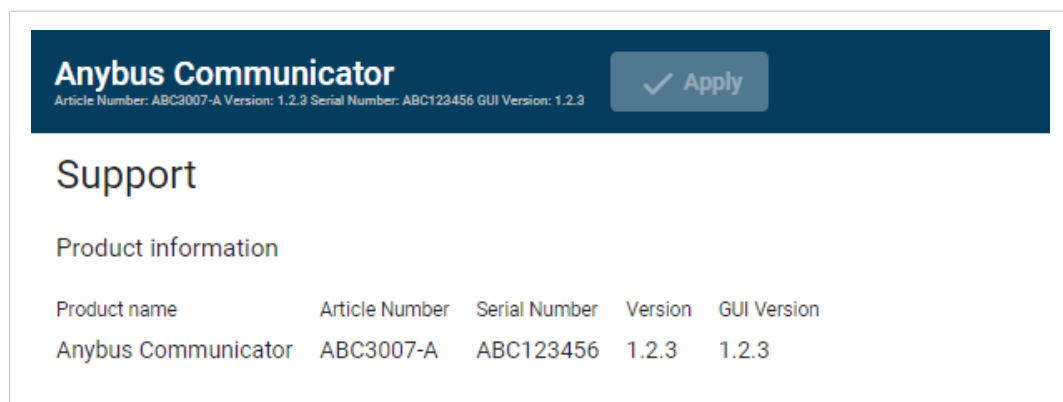 Anybus Communicator
Article Number: ABC3007-A Version: 1.2.3 Serial Number: ABC123456 GUI Version: 1.2.3
Apply
Support
Product information
Product name Article Number Serial Number Version GUI Version
Anybus Communicator ABC3007-A ABC123456 1.2.3 1.2.3